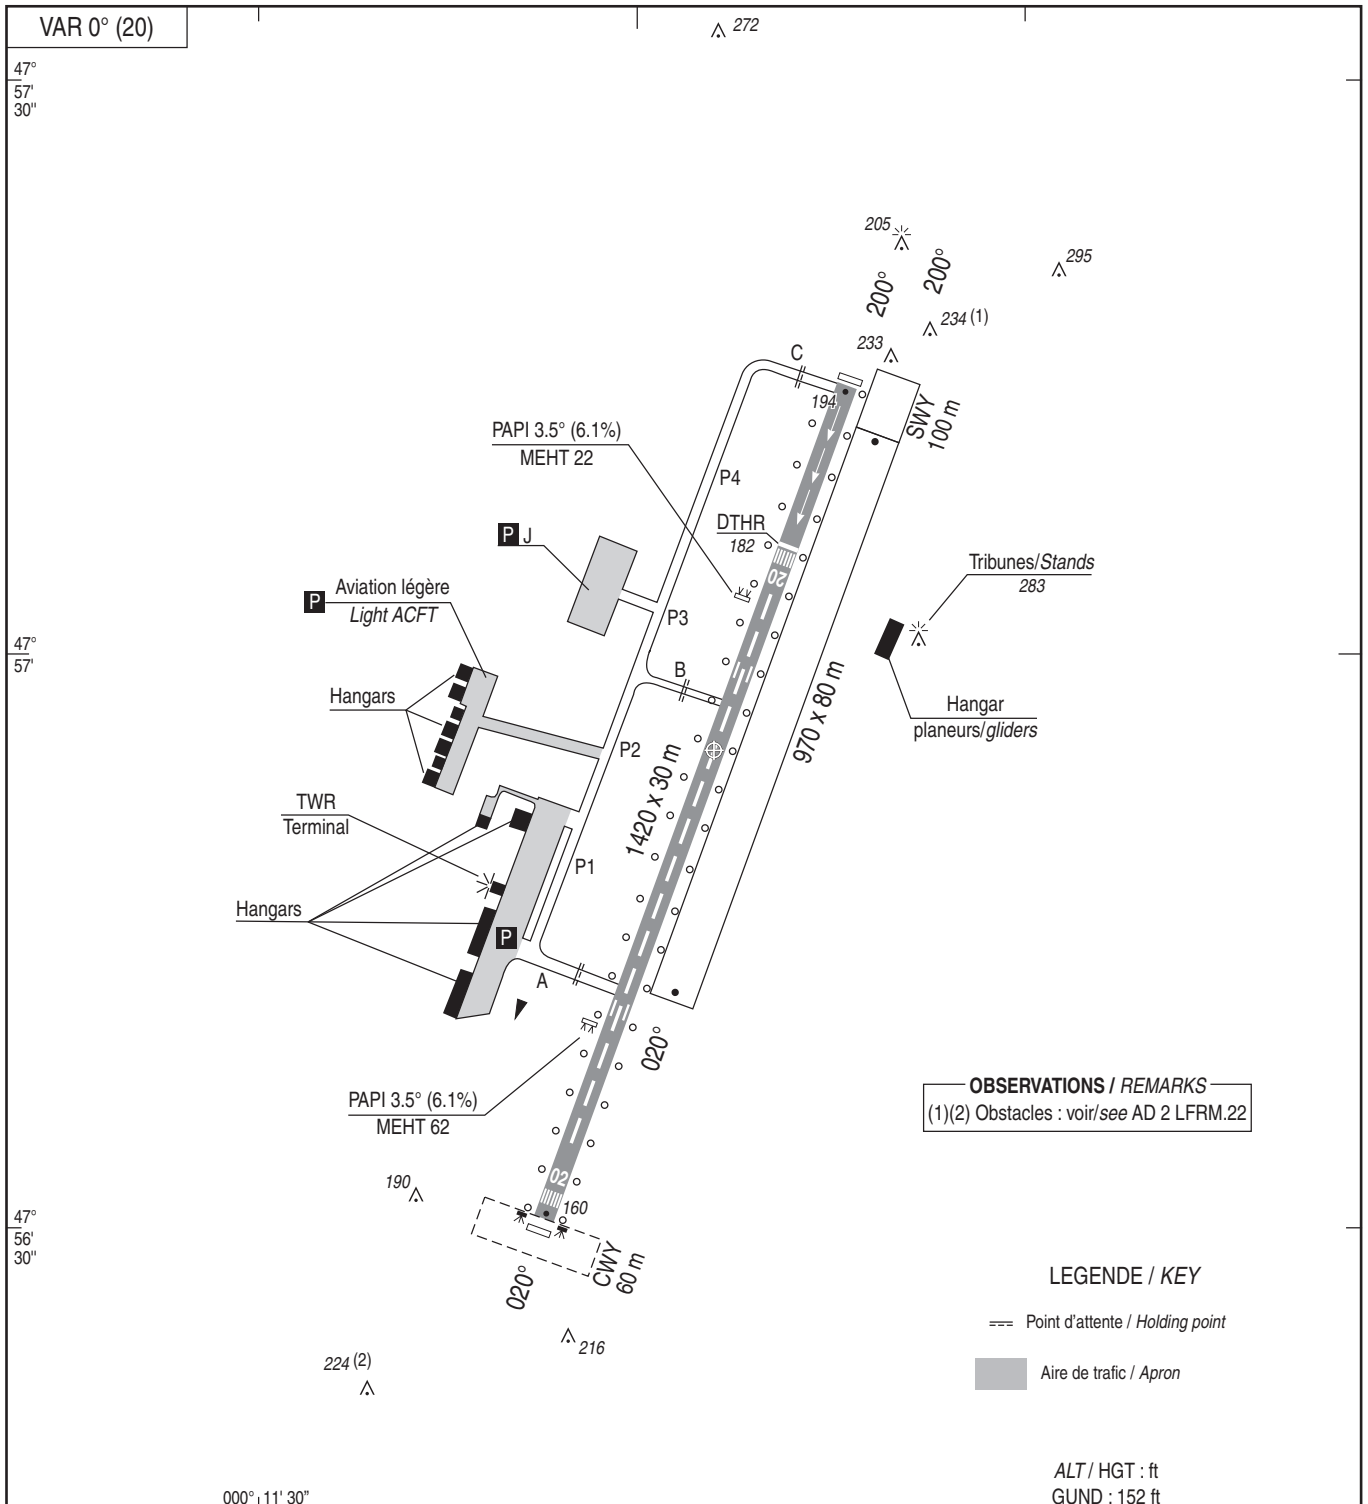 VAR 0° (20)
272
47°
57'
30"
205
200°
200°
295
234 (1)
233
C
194
SWY
100 m
PAPI 3.5° (6.1%)
MEHT 22
P4
P J
DTHR
182
20
Tribunes/Stands
283
Aviation légère
P
Light ACFT
P3
47°
57'
B
Hangars
970 x 80 m
Hangar
planeurs/gliders
P2
1420 x 30 m
TWR
Terminal
P1
Hangars
P
A
020°
PAPI 3.5° (6.1%)
MEHT 62
OBSERVATIONS / REMARKS
(1)(2) Obstacles : voir/see AD 2 LFRM.22
02
190
160
47°
56'
30"
CWY
60 m
020°
LEGENDE / KEY
Point d'attente / Holding point
216
224 (2)
Aire de trafic / Apron
ALT / HGT : ft
GUND : 152 ft
000° 11' 30"